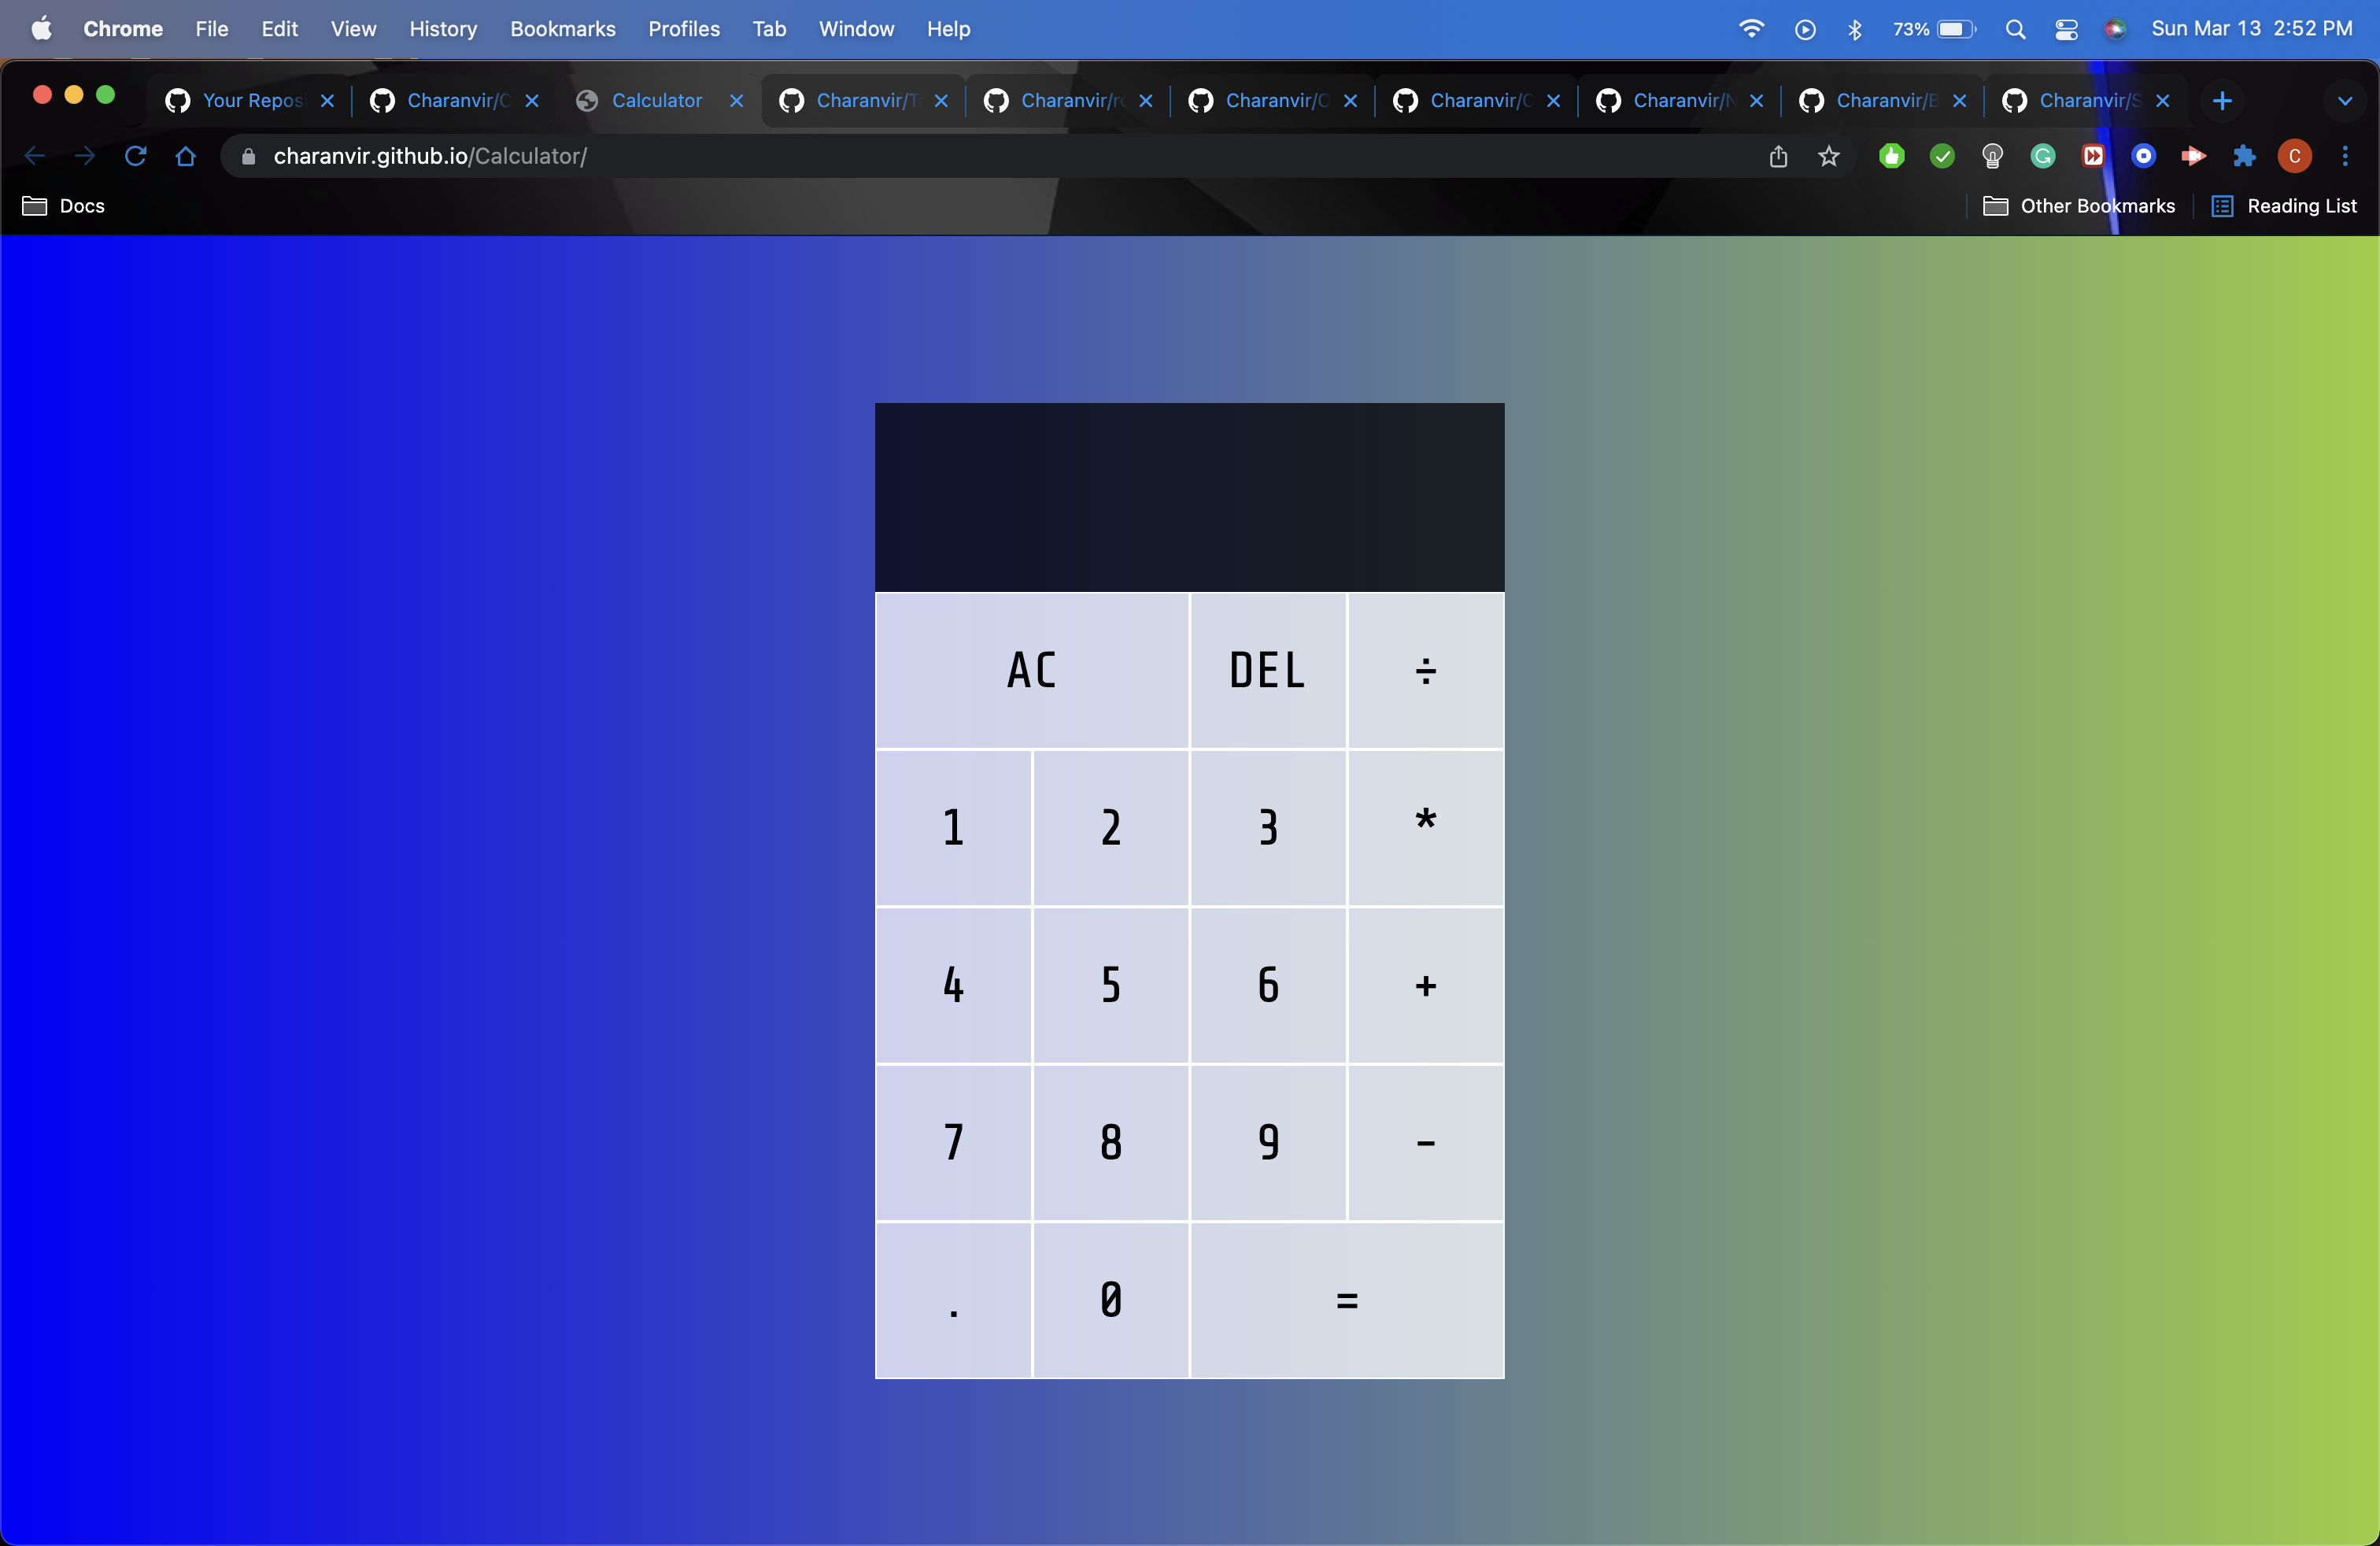 Chrome File Edit View History Bookmarks Profiles Tab Window Help 73% Sun Mar 13 2:52 PM
Your Repos Charanvir/C Calculator Charanvir/T Charanvir/ro Charanvir/C Charanvir/C Charanvir/N Charanvir/B Charanvir/S
charanvir.github.io/Calculator/ C
Docs Other Bookmarks Reading List
AC DEL ÷
1 2 3 *
4 5 6 +
7 8 9 -
. 0 =